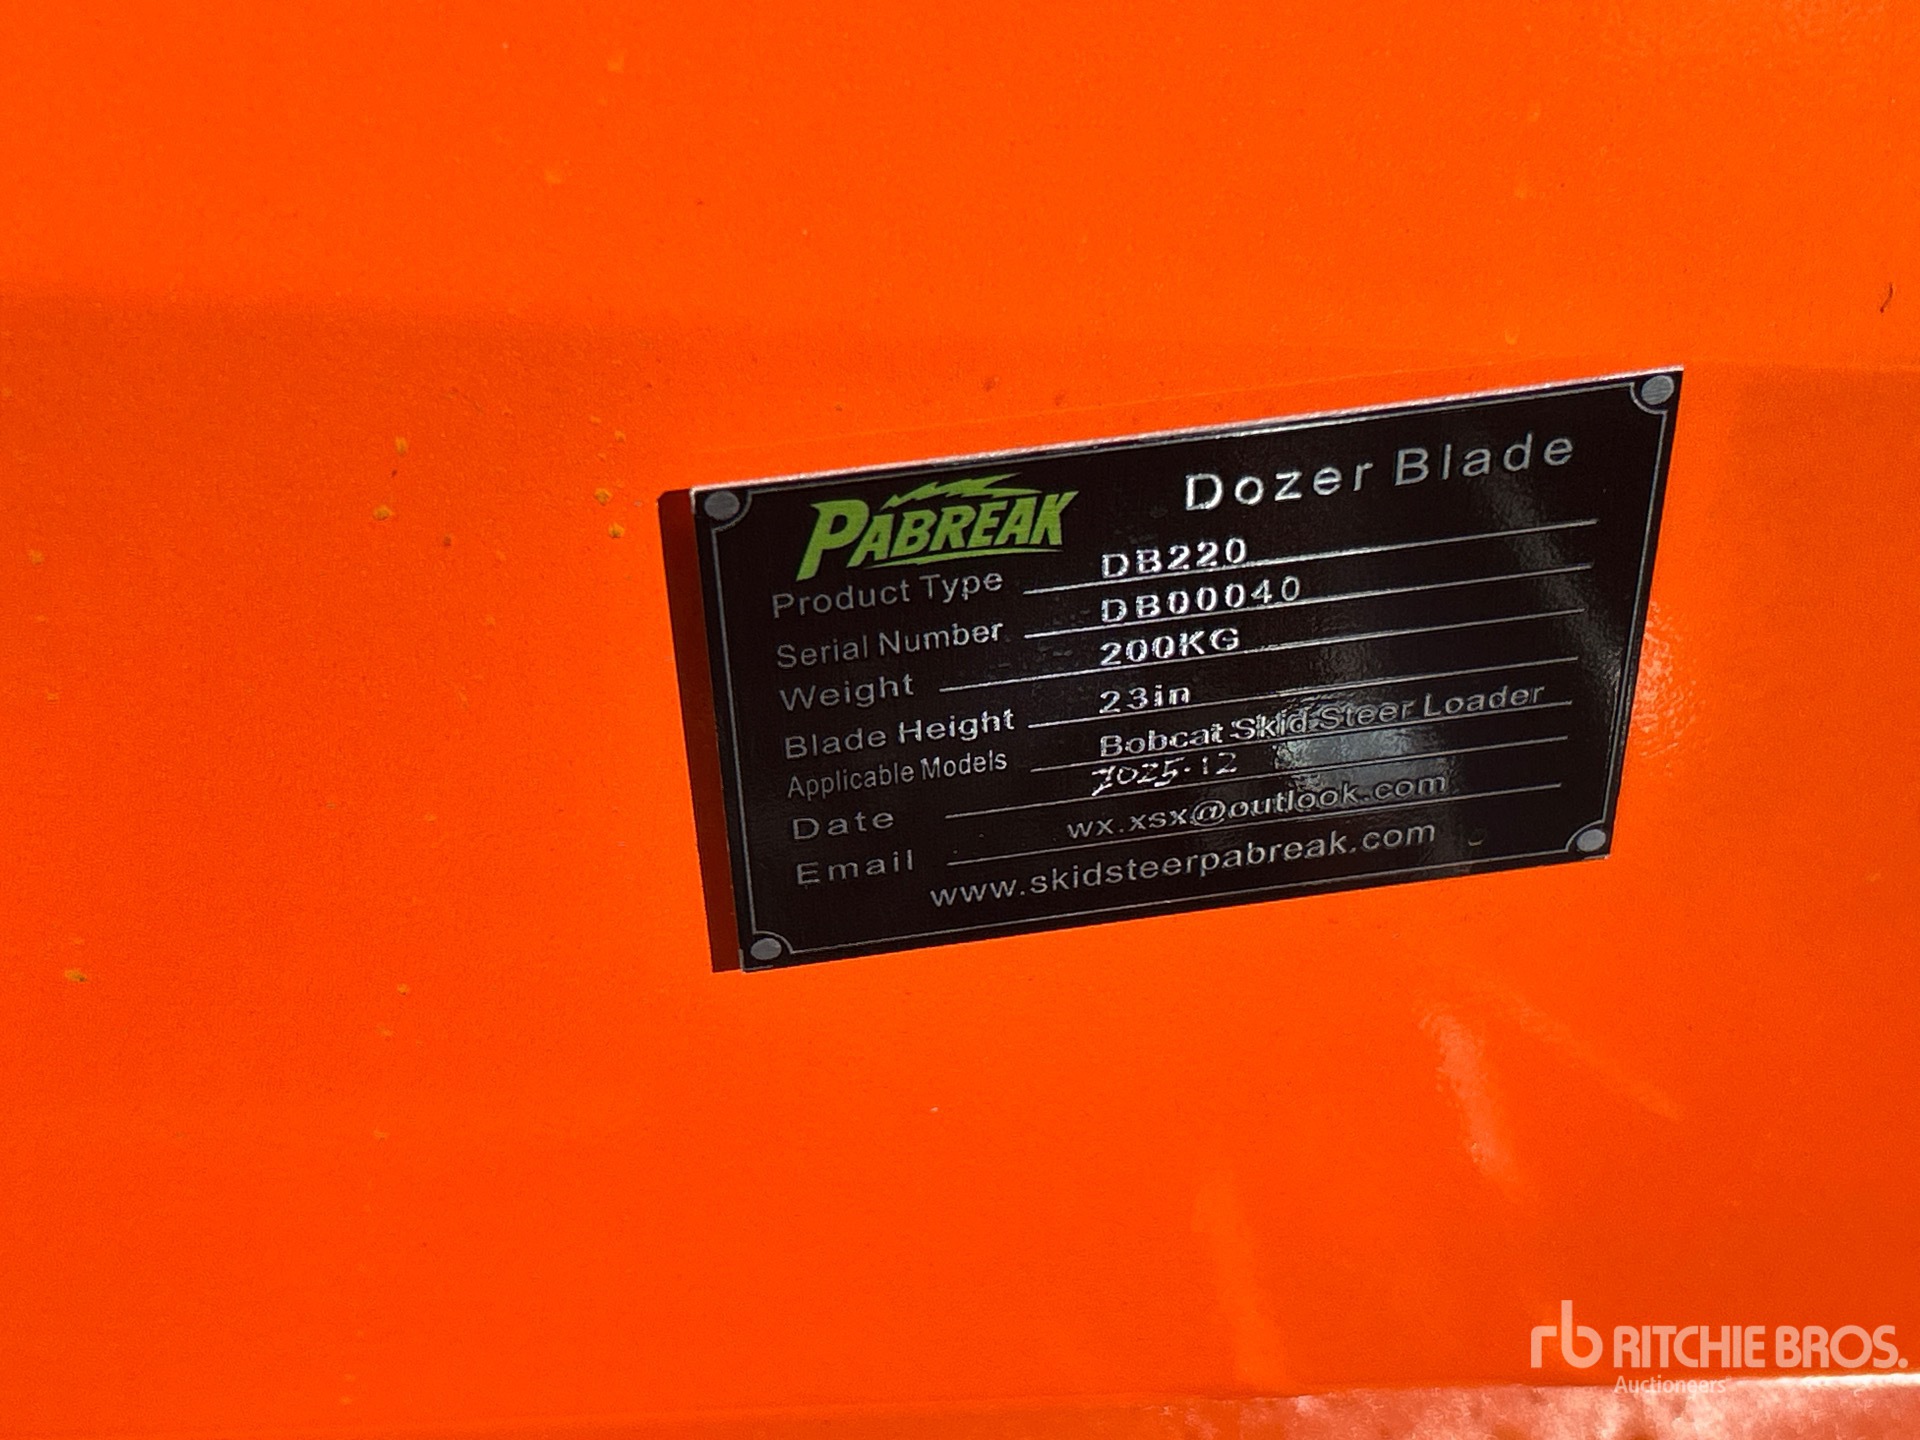 PABREAK Dozer Blade
Product Type DB220
Serial Number DB00040
Weight 200KG
Blade Height 23in
Applicable Models Bobcat Skid Steer Loader
Date 2025·12
Email wx.xsx@outlook.com
www.skidsteerpabreak.com
rb RITCHIE BROS.
Auctioneers